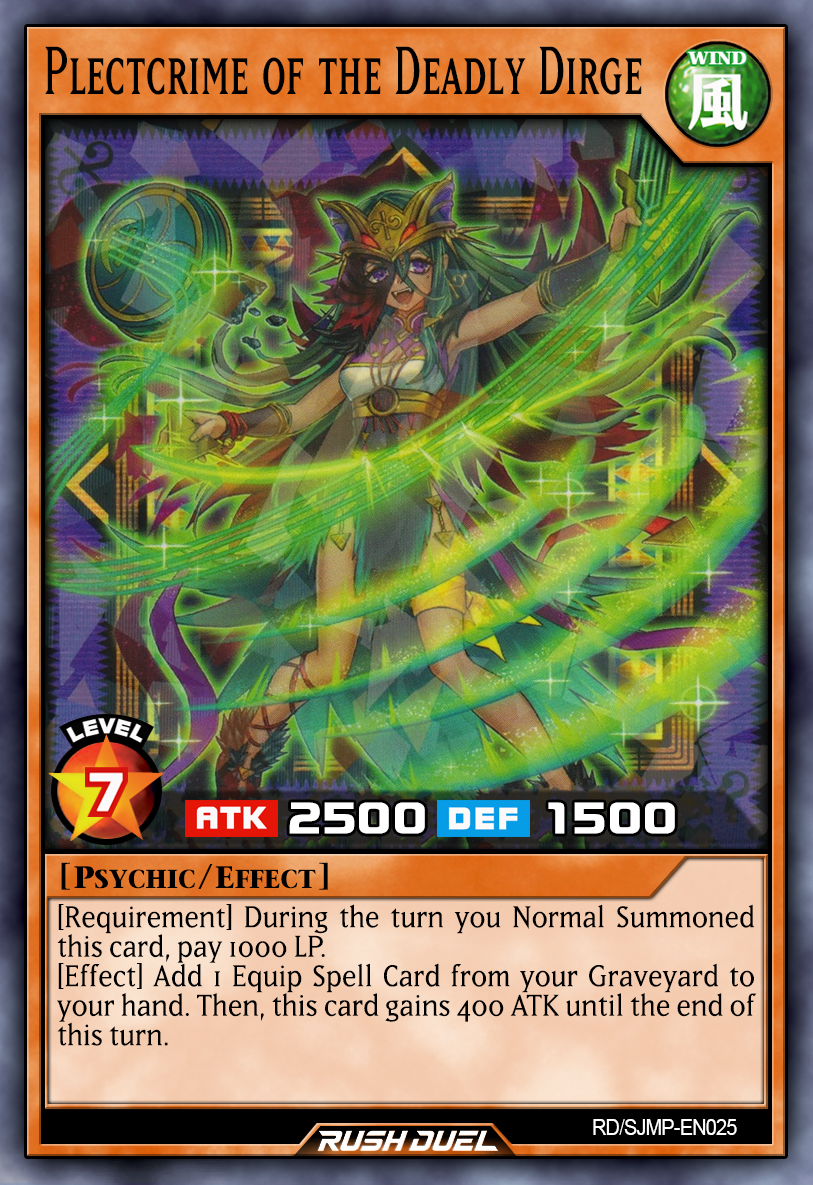 Plectcrime of the Deadly Dirge
WIND
風
LEVEL
7
ATK 2500 DEF 1500
[Psychic/Effect]
[Requirement] During the turn you Normal Summoned
this card, pay 1000 LP.
[Effect] Add 1 Equip Spell Card from your Graveyard to
your hand. Then, this card gains 400 ATK until the end of
this turn.
RD/SJMP-EN025
RUSH DUEL